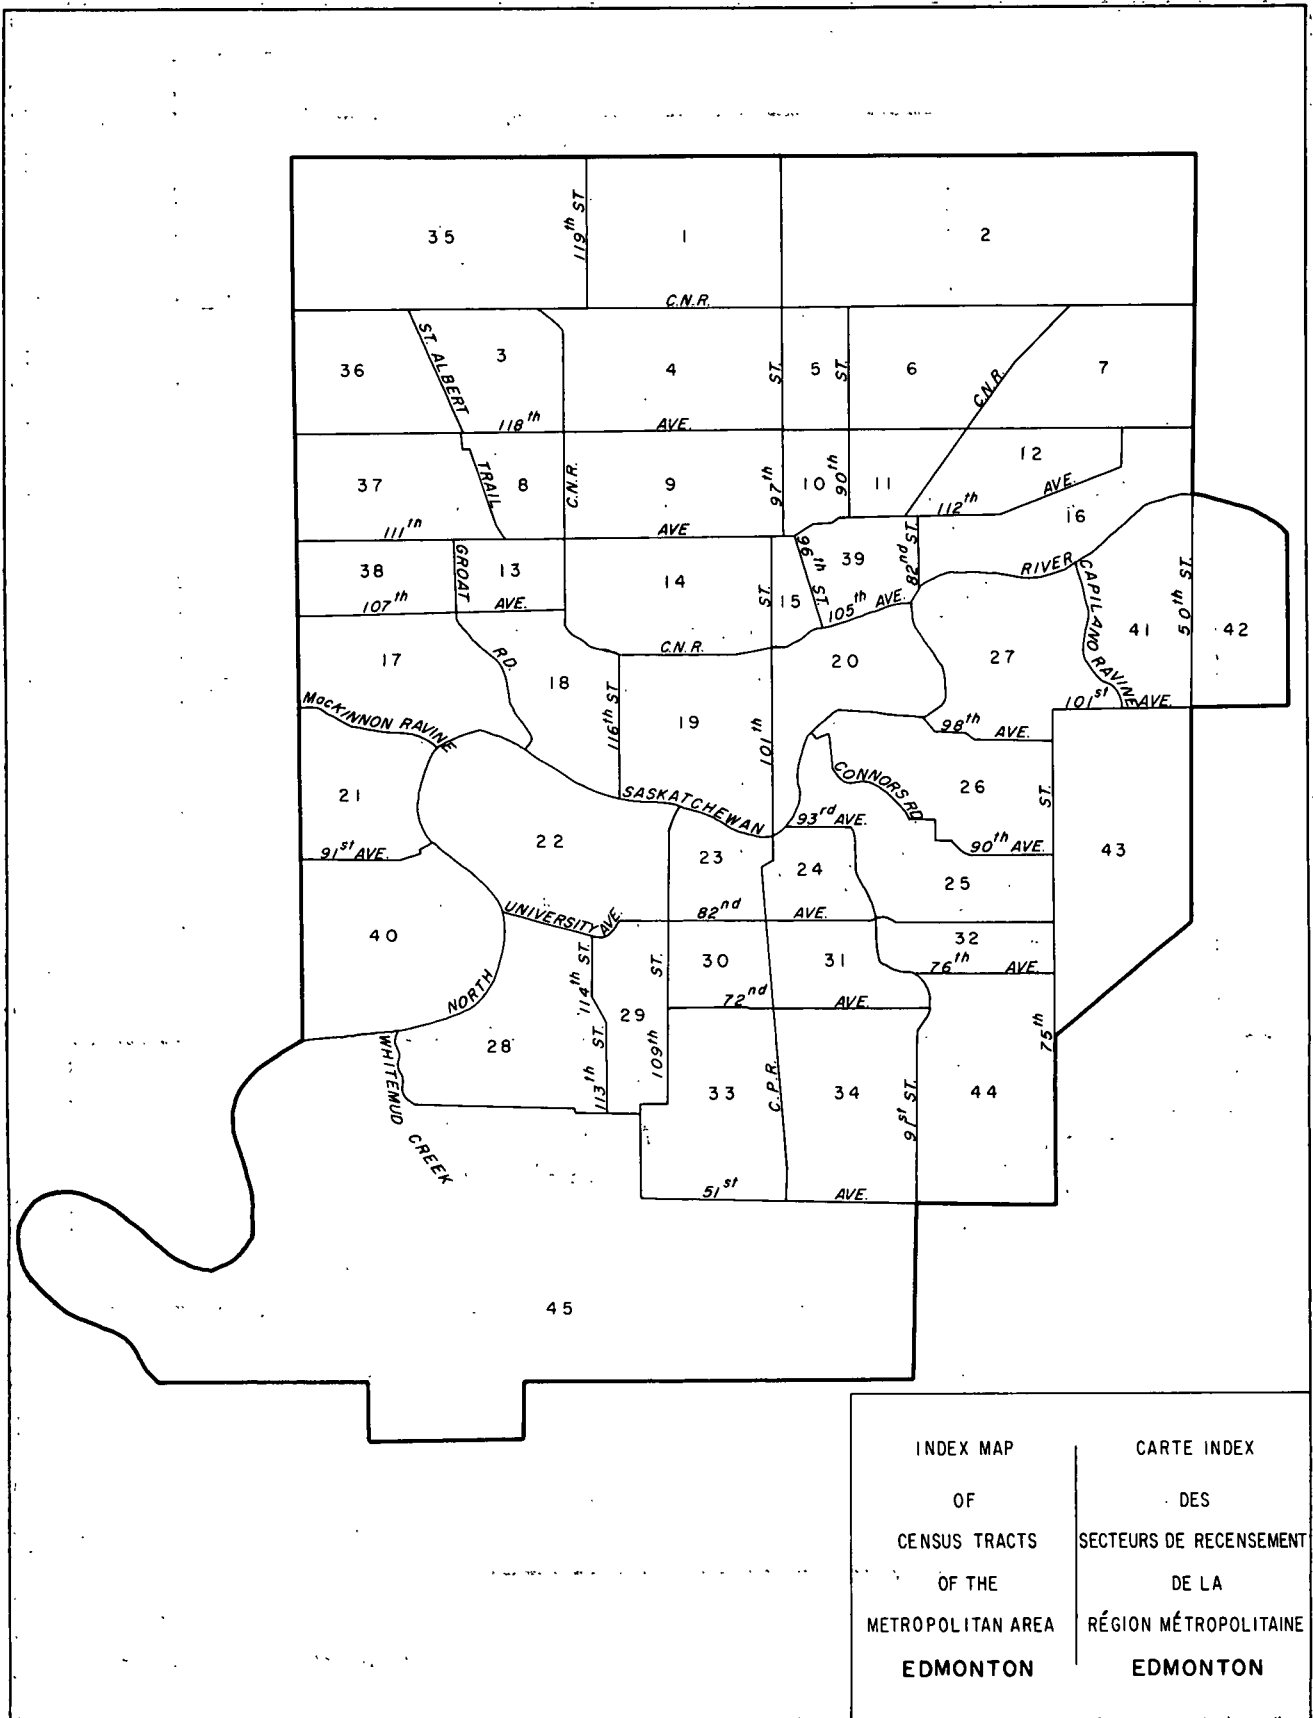 35
119th ST
1
2
C.N.R.
36
ST. ALBERT
3
4
ST.
5
ST.
6
C.N.R.
7
118th
AVE.
37
TRAIL
8
C.N.R.
9
97th
10
90th
11
12
112th
AVE.
16
111th
AVE
38
GROAT
13
14
ST.
15
96th ST.
39
82nd ST
RIVER
CAPILANO RAVINE
41
50th ST.
42
107th
AVE.
105th AVE.
17
RD.
18
C.N.R.
20
27
116th ST
19
101th
101st
AVE.
McKINNON RAVINE
98th
AVE.
21
SASKATCHEWAN
CONNORS RD.
26
ST.
93rd AVE.
91st AVE.
22
23
24
90th AVE.
43
25
UNIVERSITY AVE.
82nd
AVE.
40
114th ST.
ST.
30
31
32
76th
AVE.
NORTH
72nd
AVE.
29
28
WHITEMUD CREEK
113th ST.
109th
33
C.P.R.
34
91st ST.
44
75th
51st
AVE.
45
INDEX MAP
OF
CENSUS TRACTS
OF THE
METROPOLITAN AREA
EDMONTON
CARTE INDEX
DES
SECTEURS DE RECENSEMENT
DE LA
RÉGION MÉTROPOLITAINE
EDMONTON